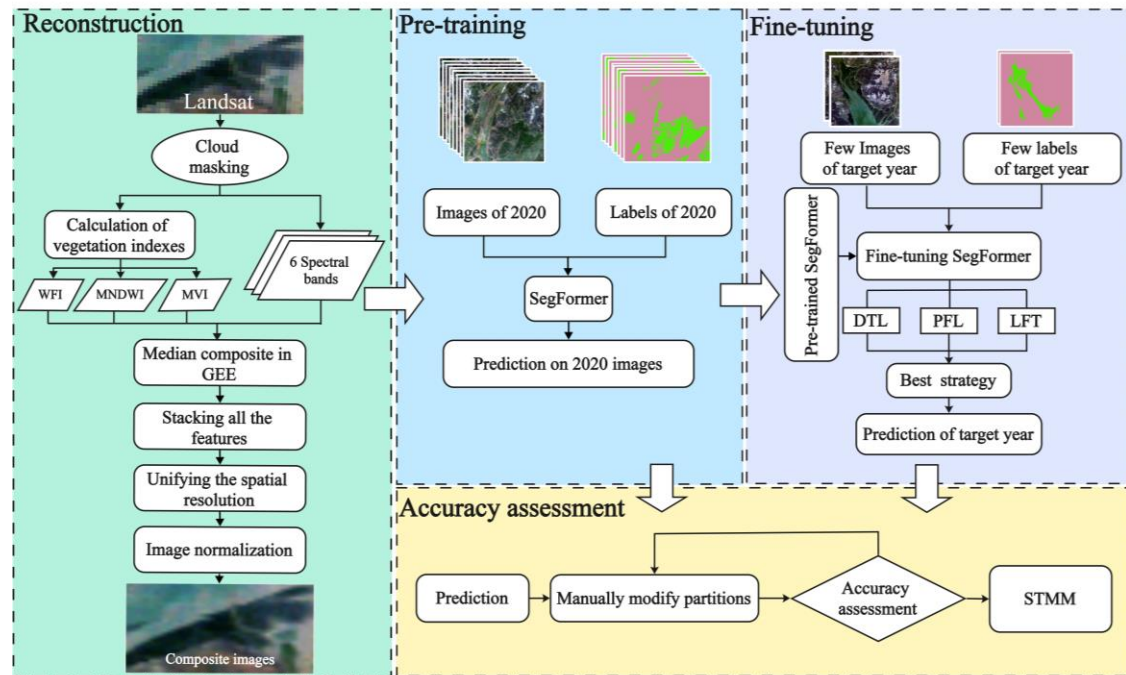 Reconstruction
Landsat
Cloud
masking
Calculation of
vegetation indexes
6 Spectral
bands
WFI
MNDWI
MVI
Median composite in
GEE
Stacking all the
features
Unifying the spatial
resolution
Image normalization
Composite images
Pre-training
Images of 2020
Labels of 2020
SegFormer
Prediction on 2020 images
Fine-tuning
Few Images
of target year
Few labels
of target year
Pre-trained SegFormer
Fine-tuning SegFormer
DTL
PFL
LFT
Best strategy
Prediction of target year
Accuracy assessment
Prediction
Manually modify partitions
Accuracy
assessment
STMM